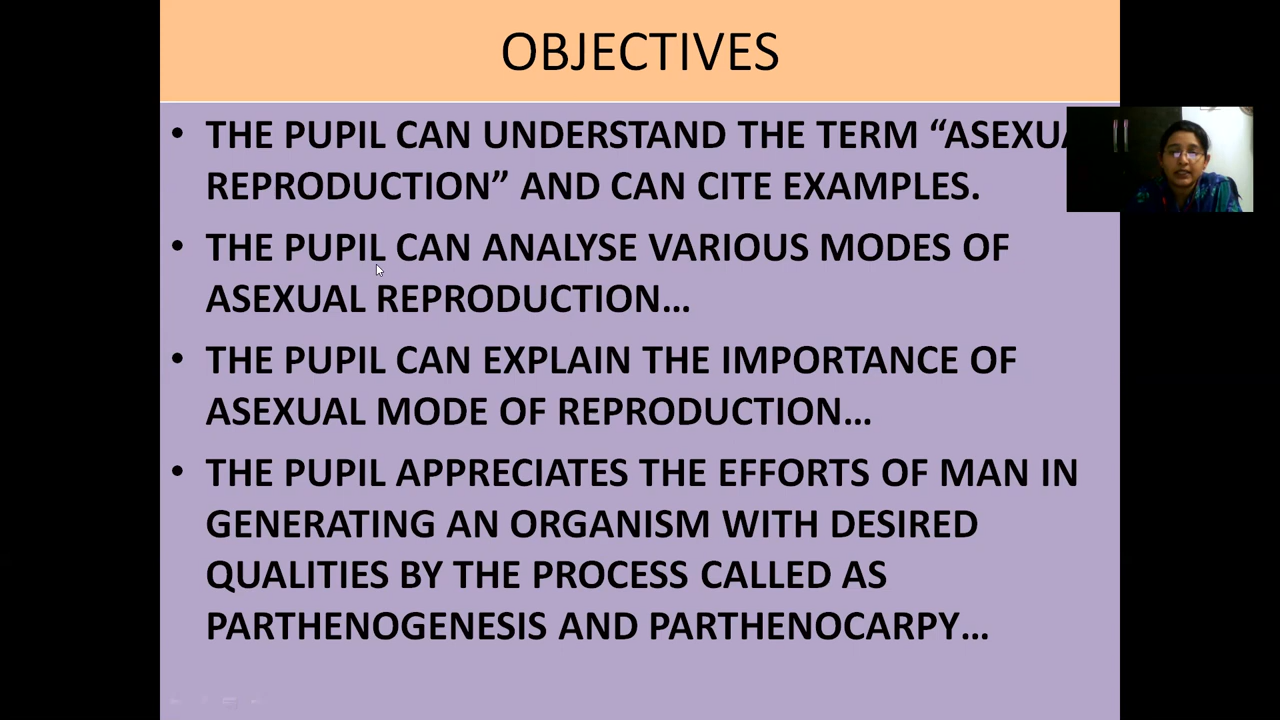 OBJECTIVES
• THE PUPIL CAN UNDERSTAND THE TERM “ASEXUA
REPRODUCTION” AND CAN CITE EXAMPLES.
• THE PUPIL CAN ANALYSE VARIOUS MODES OF
ASEXUAL REPRODUCTION...
• THE PUPIL CAN EXPLAIN THE IMPORTANCE OF
ASEXUAL MODE OF REPRODUCTION...
• THE PUPIL APPRECIATES THE EFFORTS OF MAN IN
GENERATING AN ORGANISM WITH DESIRED
QUALITIES BY THE PROCESS CALLED AS
PARTHENOGENESIS AND PARTHENOCARPY...